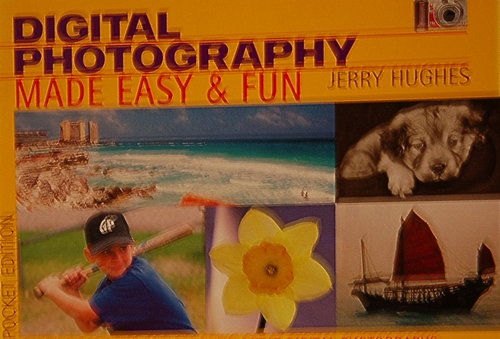 DIGITAL
PHOTOGRAPHY
MADE EASY & FUN
JERRY HUGHES
POCKET EDITION